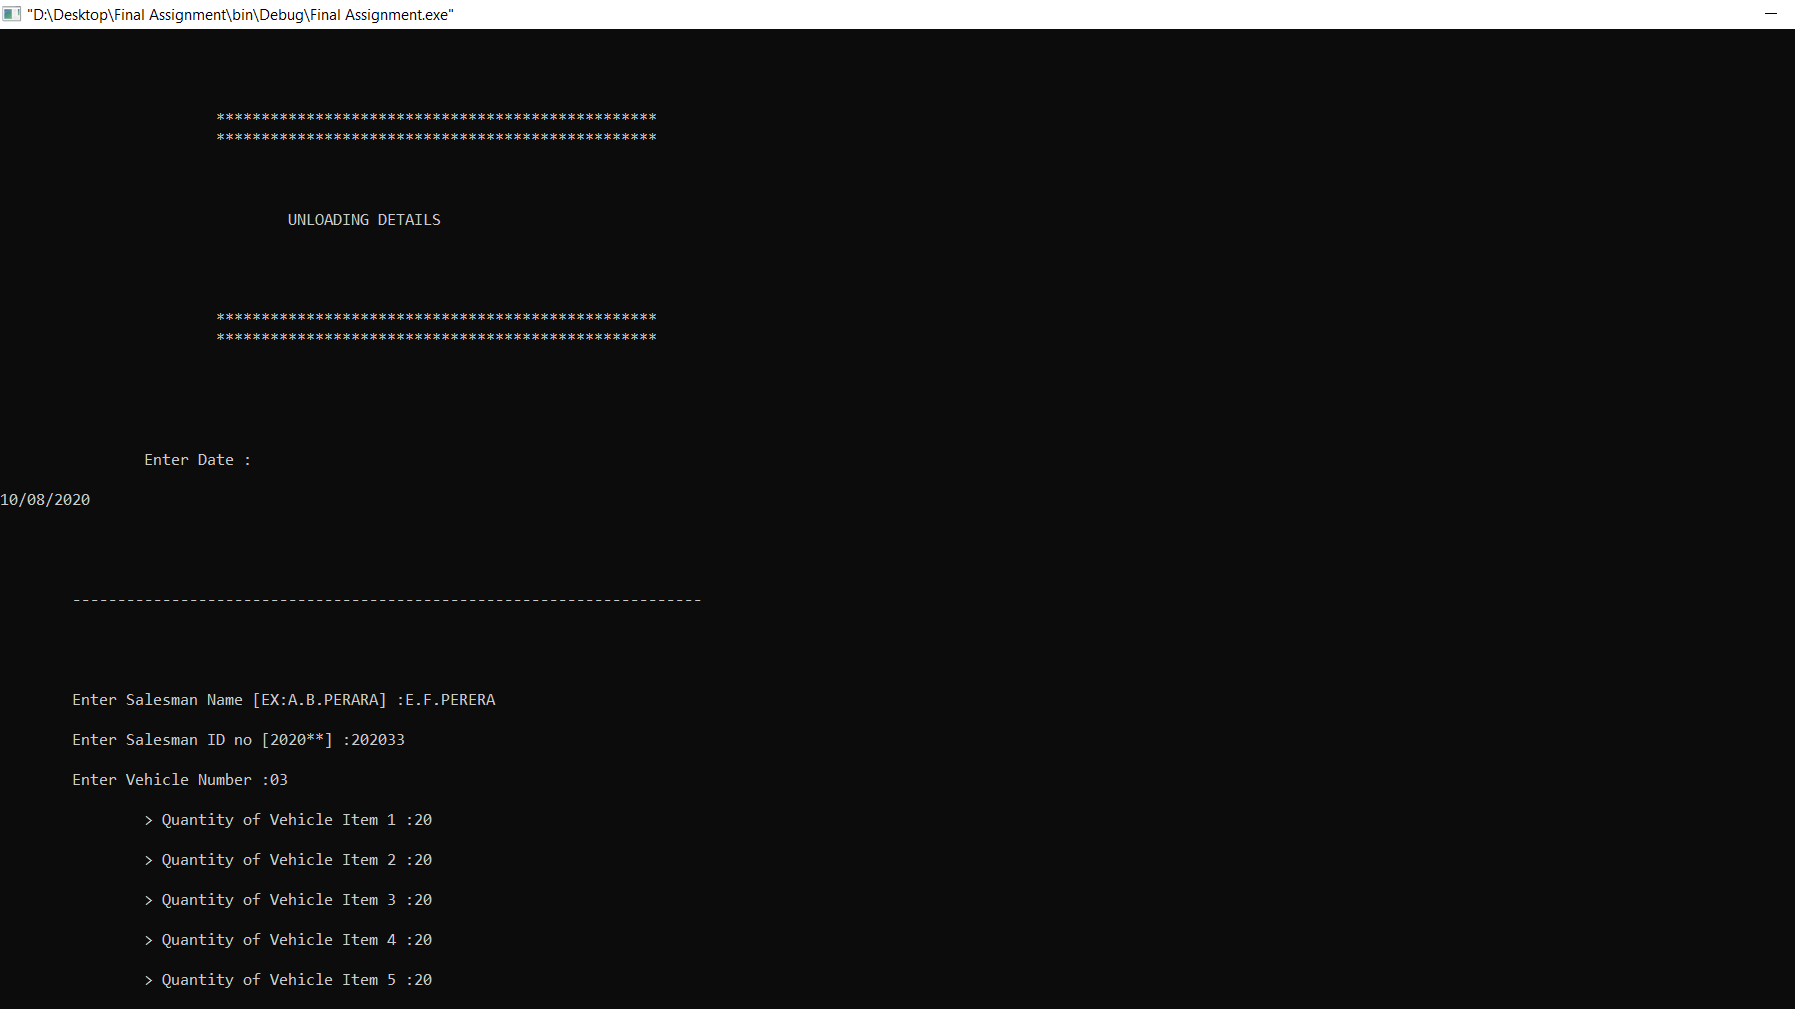 "D:\Desktop\Final Assignment\bin\Debug\Final Assignment.exe"
*************************************************
*************************************************
UNLOADING DETAILS
*************************************************
*************************************************
Enter Date :
10/08/2020
----------------------------------------------------------------------
Enter Salesman Name [EX:A.B.PERARA] :E.F.PERERA
Enter Salesman ID no [2020**] :202033
Enter Vehicle Number :03
> Quantity of Vehicle Item 1 :20
> Quantity of Vehicle Item 2 :20
> Quantity of Vehicle Item 3 :20
> Quantity of Vehicle Item 4 :20
> Quantity of Vehicle Item 5 :20